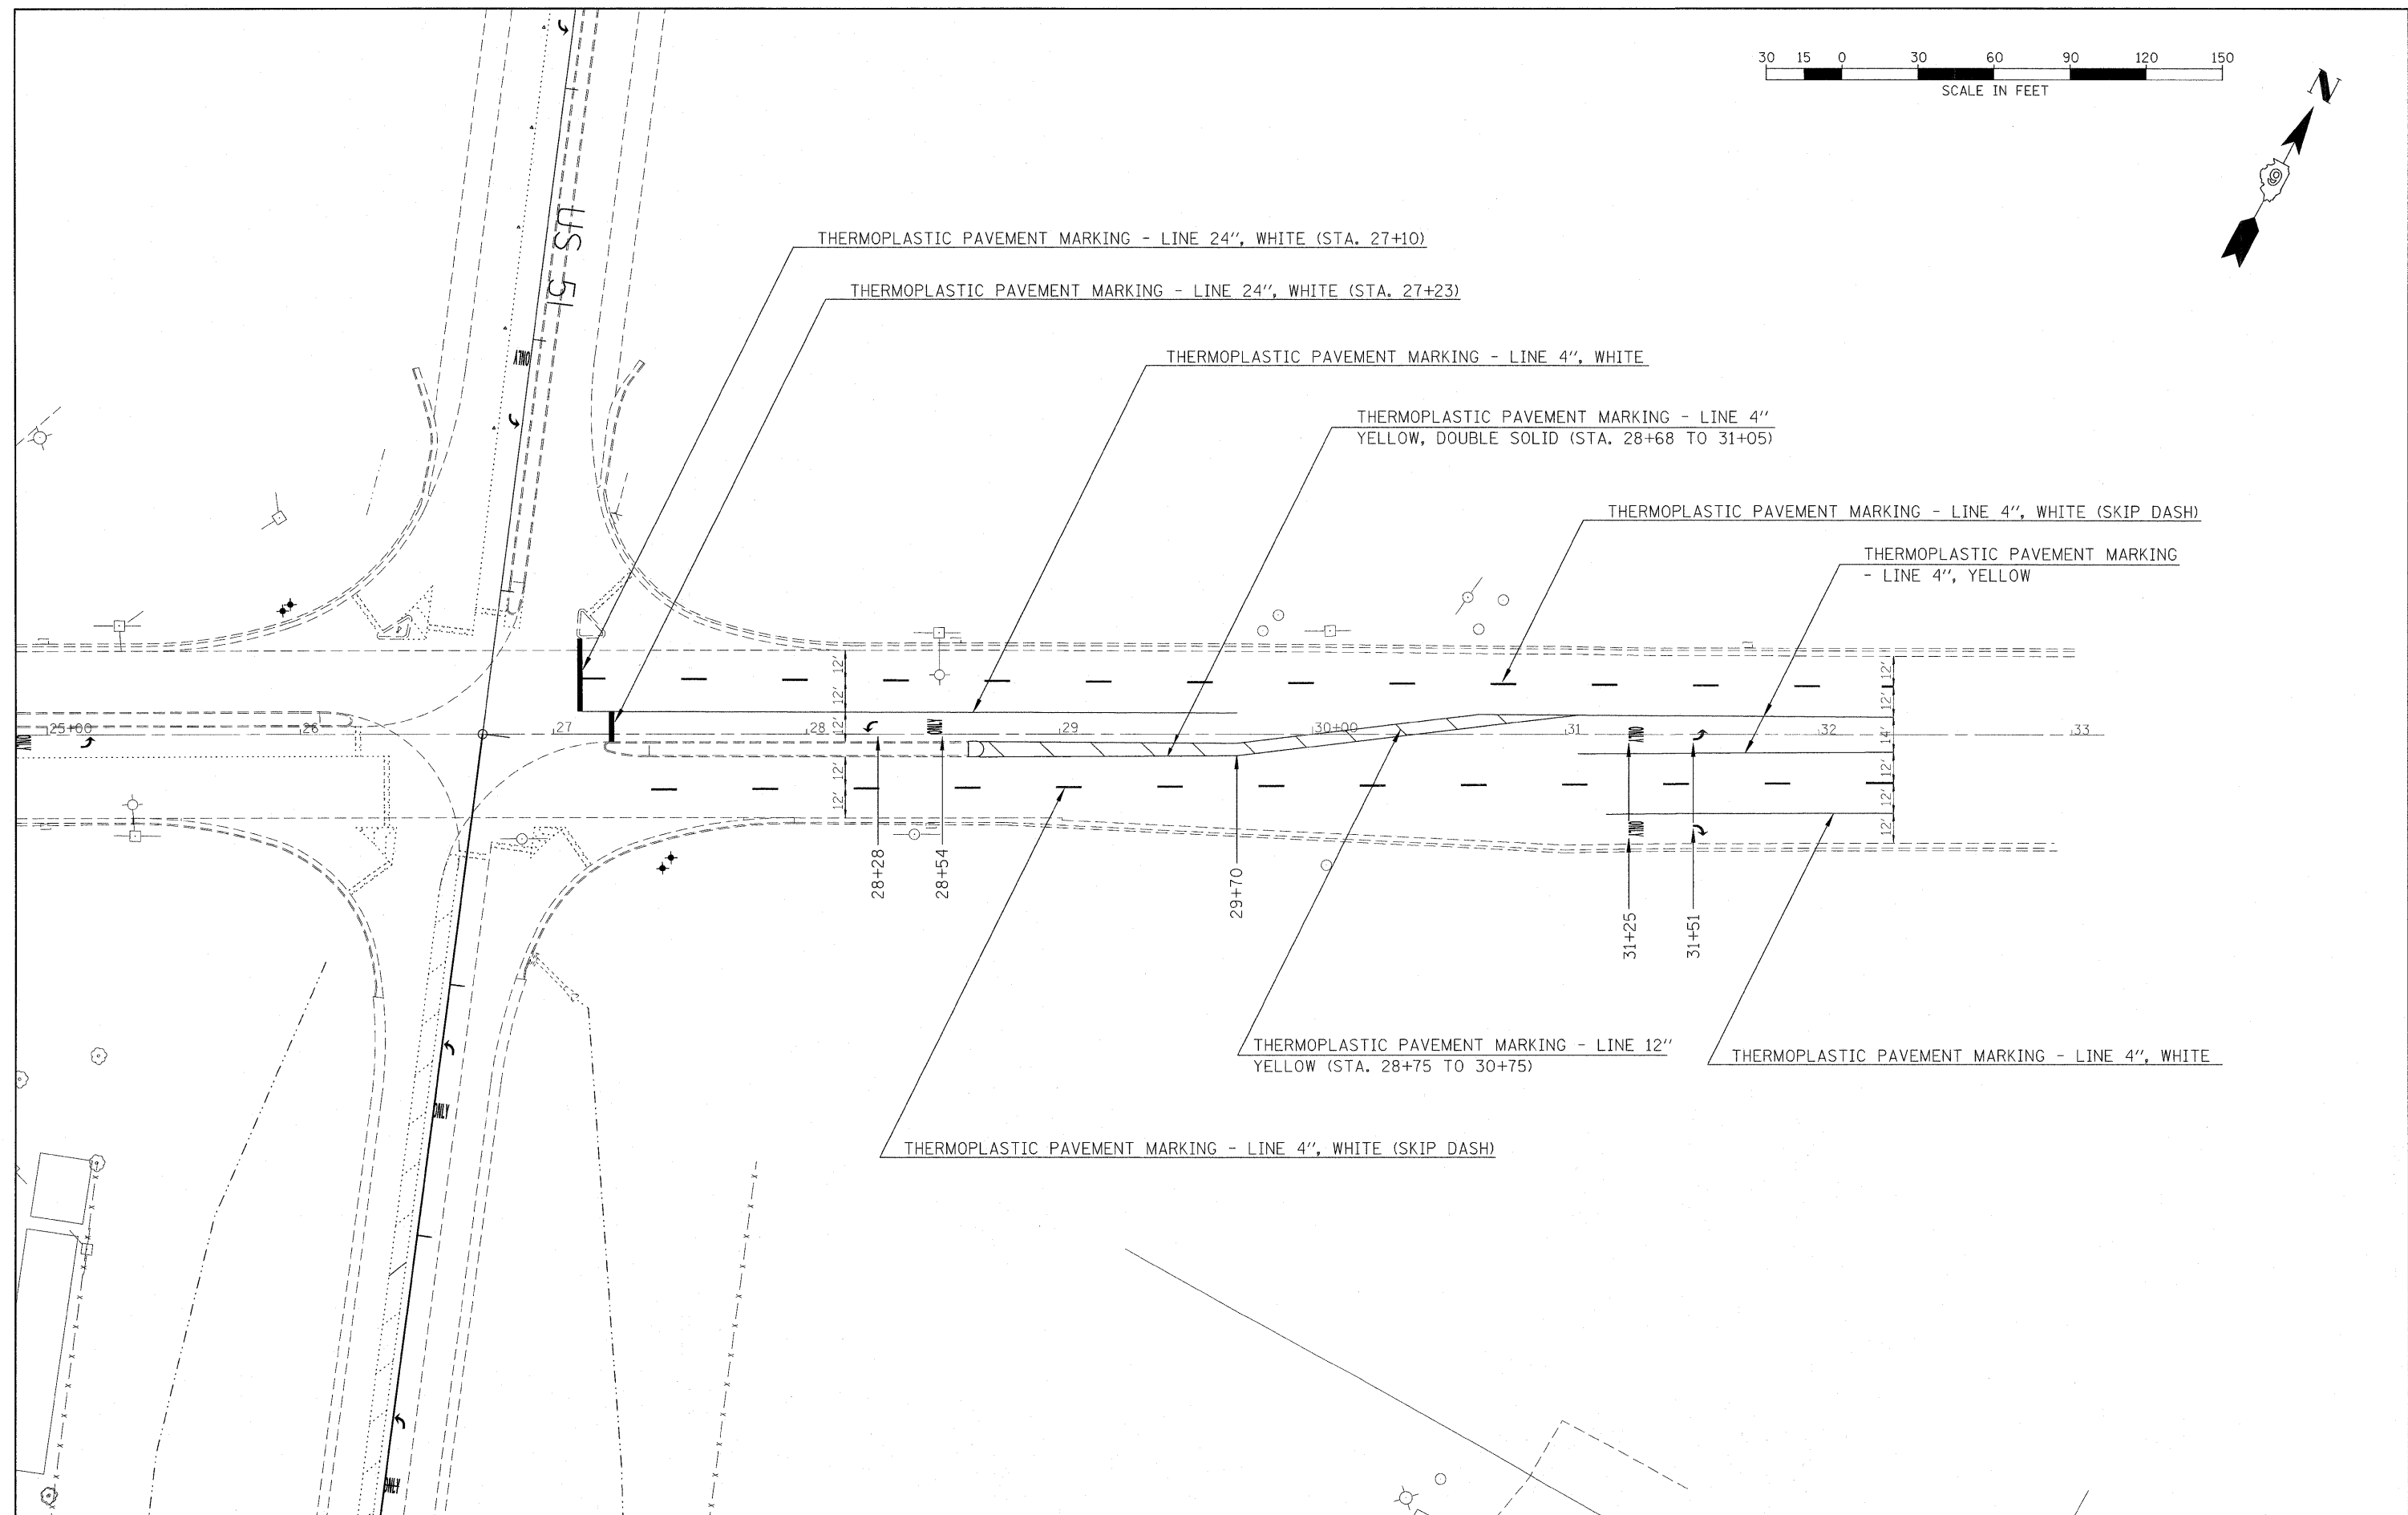 30 15 0 30 60 90 120 150
SCALE IN FEET
N
9
US 51
THERMOPLASTIC PAVEMENT MARKING - LINE 24", WHITE (STA. 27+10)
THERMOPLASTIC PAVEMENT MARKING - LINE 24", WHITE (STA. 27+23)
THERMOPLASTIC PAVEMENT MARKING - LINE 4", WHITE
THERMOPLASTIC PAVEMENT MARKING - LINE 4"
YELLOW, DOUBLE SOLID (STA. 28+68 TO 31+05)
THERMOPLASTIC PAVEMENT MARKING - LINE 4", WHITE (SKIP DASH)
THERMOPLASTIC PAVEMENT MARKING
- LINE 4", YELLOW
ONLY
12'
12'
12'
12'
12'
12'
12'
14'
12'
12'
12'
25+00 26 27 28 29 30+00 31 32 33
ONLY
ONLY
ONLY
ONLY
28+28
28+54
29+70
31+25
31+51
THERMOPLASTIC PAVEMENT MARKING - LINE 12"
YELLOW (STA. 28+75 TO 30+75)
THERMOPLASTIC PAVEMENT MARKING - LINE 4", WHITE
ONLY
THERMOPLASTIC PAVEMENT MARKING - LINE 4", WHITE (SKIP DASH)
ONLY